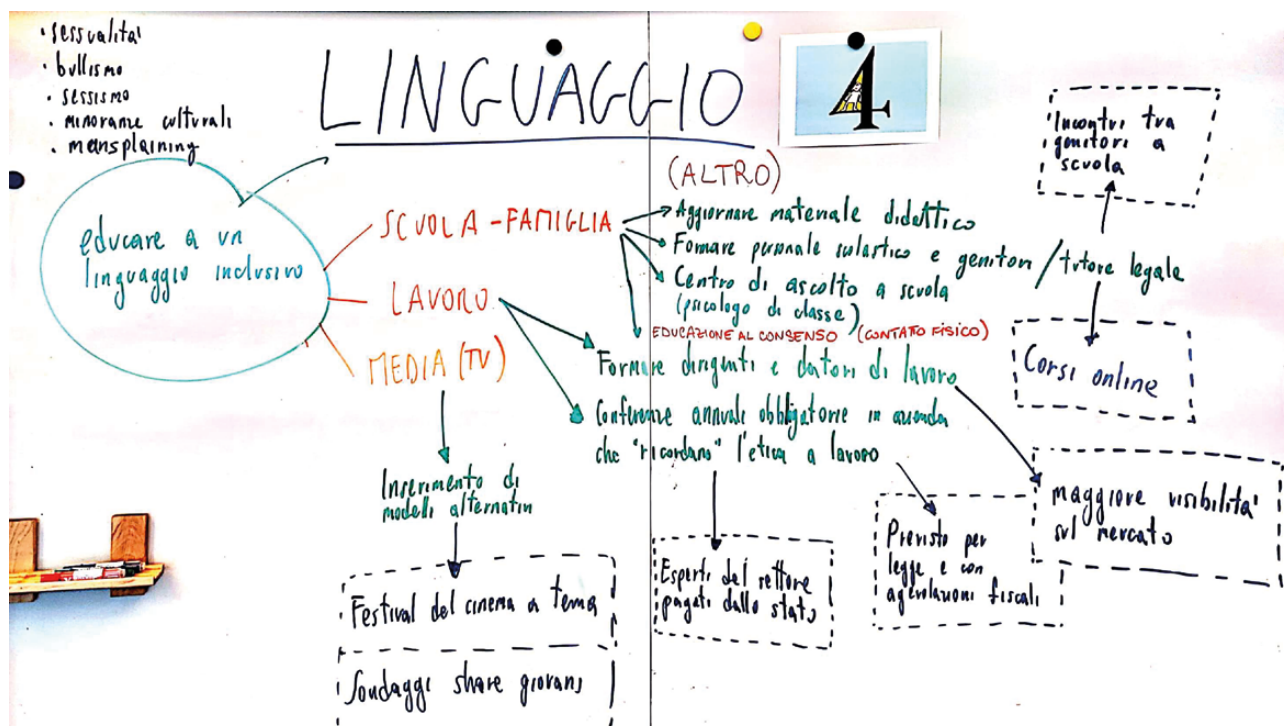 • sessualità
• bullismo
• sessismo
• minoranze culturali
• mensplaining
LINGUAGGIO
4
educare a un
linguaggio inclusivo
SCUOLA - FAMIGLIA
LAVORO
MEDIA (TV)
(ALTRO)
Aggiornare materiale didattico
Formare personale scolastico e genitori / tutore legale
Centro di ascolto a scuola
(psicologo di classe)
EDUCAZIONE AL CONSENSO (CONTATO FISICO)
Formare dirigenti e datori di lavoro
Conferenze annuali obbligatorie in azienda
che "ricordano" l'etica a lavoro
Incontri tra
genitori a
scuola
Corsi online
maggiore visibilità
sul mercato
Previsto per
legge e con
agevolazioni fiscali
Esperti del settore
pagati dallo stato
Inserimento di
modelli alternativi
Festival del cinema a tema
Sondaggi share giovani